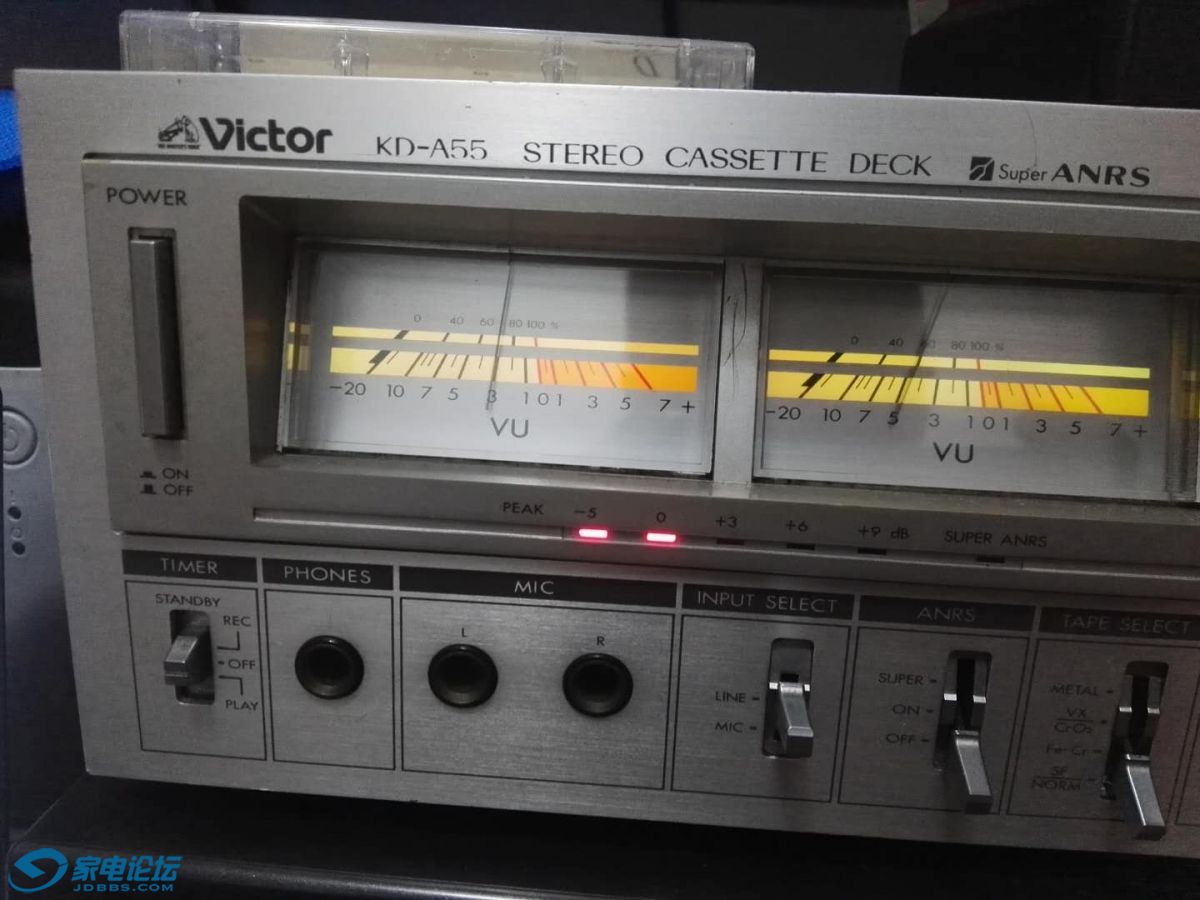 Victor KD-A55 STEREO CASSETTE DECK Super ANRS
POWER
0 40 60 80 100 %
-20 10 7 5 3 1 0 1 3 5 7 +
VU
0 40 60 80 100 %
-20 10 7 5 3 1 0 1 3 5 7 +
VU
ON
OFF
PEAK -5 0 +3 +6 +9 dB SUPER ANRS
TIMER
STANDBY
REC
OFF
PLAY
PHONES
MIC
L R
INPUT SELECT
LINE
MIC
ANRS
SUPER
ON
OFF
TAPE SELECT
METAL
VX
CrO₂
Fe-Cr
SF
NORM
家电论坛
JDBBS.COM